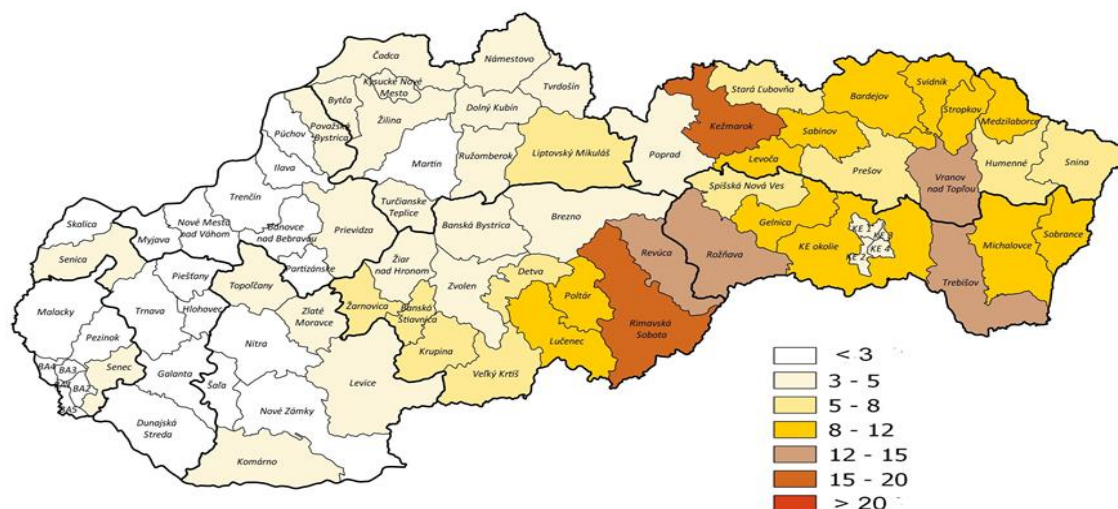 Čadca
Námestovo
Kysucké Nové
Mesto
Tvrdošín
Bytča
Dolný Kubín
Žilina
Považská
Bystrica
Púchov
Martin
Ružomberok
Liptovský Mikuláš
Ilava
Poprad
Kežmarok
Stará Ľubovňa
Bardejov
Svidník
Stropkov
Medzilaborce
Sabinov
Levoča
Prešov
Vranov
nad Topľou
Humenné
Snina
Spišská Nová Ves
Gelnica
KE okolie
KE 1
KE 3
KE 4
KE 2
Michalovce
Sobrance
Trebišov
Rožňava
Revúca
Rimavská
Sobota
Trenčín
Turčianske
Teplice
Banská Bystrica
Brezno
Skalica
Nové Mesto
nad Váhom
Bánovce
nad Bebravou
Prievidza
Myjava
Senica
Partizánske
Žiar
nad Hronom
Zvolen
Detva
Poltár
Lučenec
Piešťany
Topoľčany
Žarnovica
Banská
Štiavnica
Zlaté
Moravce
Krupina
Veľký Krtíš
Malacky
Trnava
Hlohovec
Nitra
Levice
Pezinok
Senec
Galanta
Šaľa
Nové Zámky
BA4
BA3
BA2
BA5
Dunajská
Streda
Komárno
< 3
3 - 5
5 - 8
8 - 12
12 - 15
15 - 20
> 20